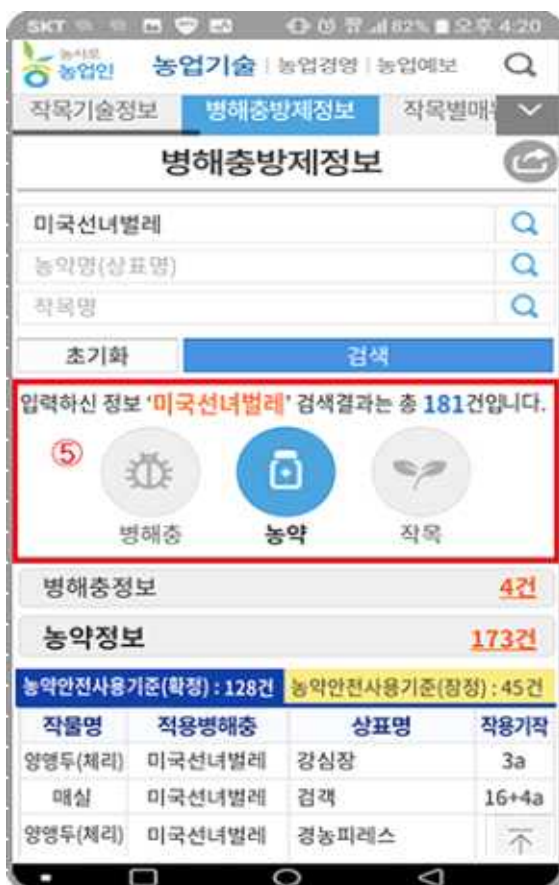 SKT 82% 오후 4:20
농사로
농업인 농업기술 | 농업경영 | 농업예보
작목기술정보 병해충방제정보 작목별매뉴
병해충방제정보
미국선녀벌레
농약명(상표명)
작목명
초기화 검색
입력하신 정보 '미국선녀벌레' 검색결과는 총 181건입니다.
⑤
병해충 농약 작목
병해충정보 4건
농약정보 173건
농약안전사용기준(확정) : 128건 농약안전사용기준(잠정) : 45건
작물명 적용병해충 상표명 작용기작
양앵두(체리) 미국선녀벌레 강심장 3a
매실 미국선녀벌레 검객 16+4a
양앵두(체리) 미국선녀벌레 경농피레스